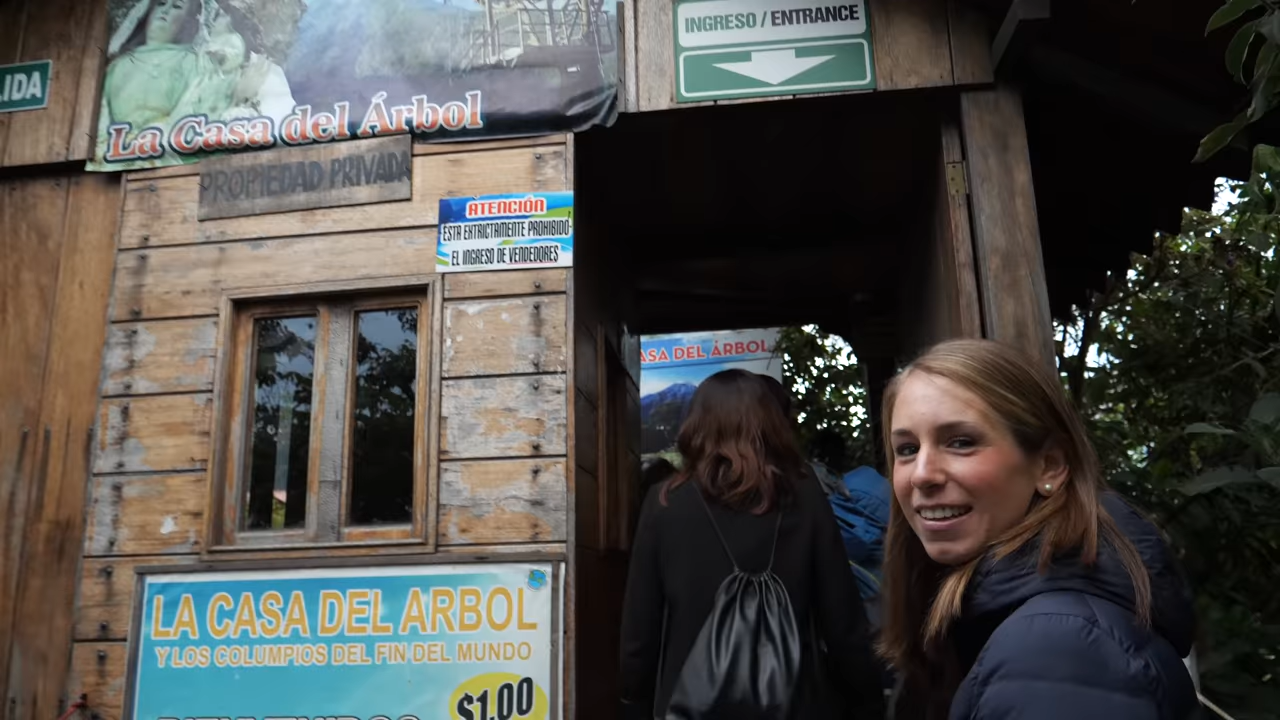 INGRESO / ENTRANCE
LIDA
La Casa del Árbol
PROPIEDAD PRIVADA
ATENCIÓN
ESTA EXTRICTAMENTE PROHIBIDO
EL INGRESO DE VENDEDORES
ASA DEL ÁRBOL
LA CASA DEL ARBOL
Y LOS COLUMPIOS DEL FIN DEL MUNDO
$1.00